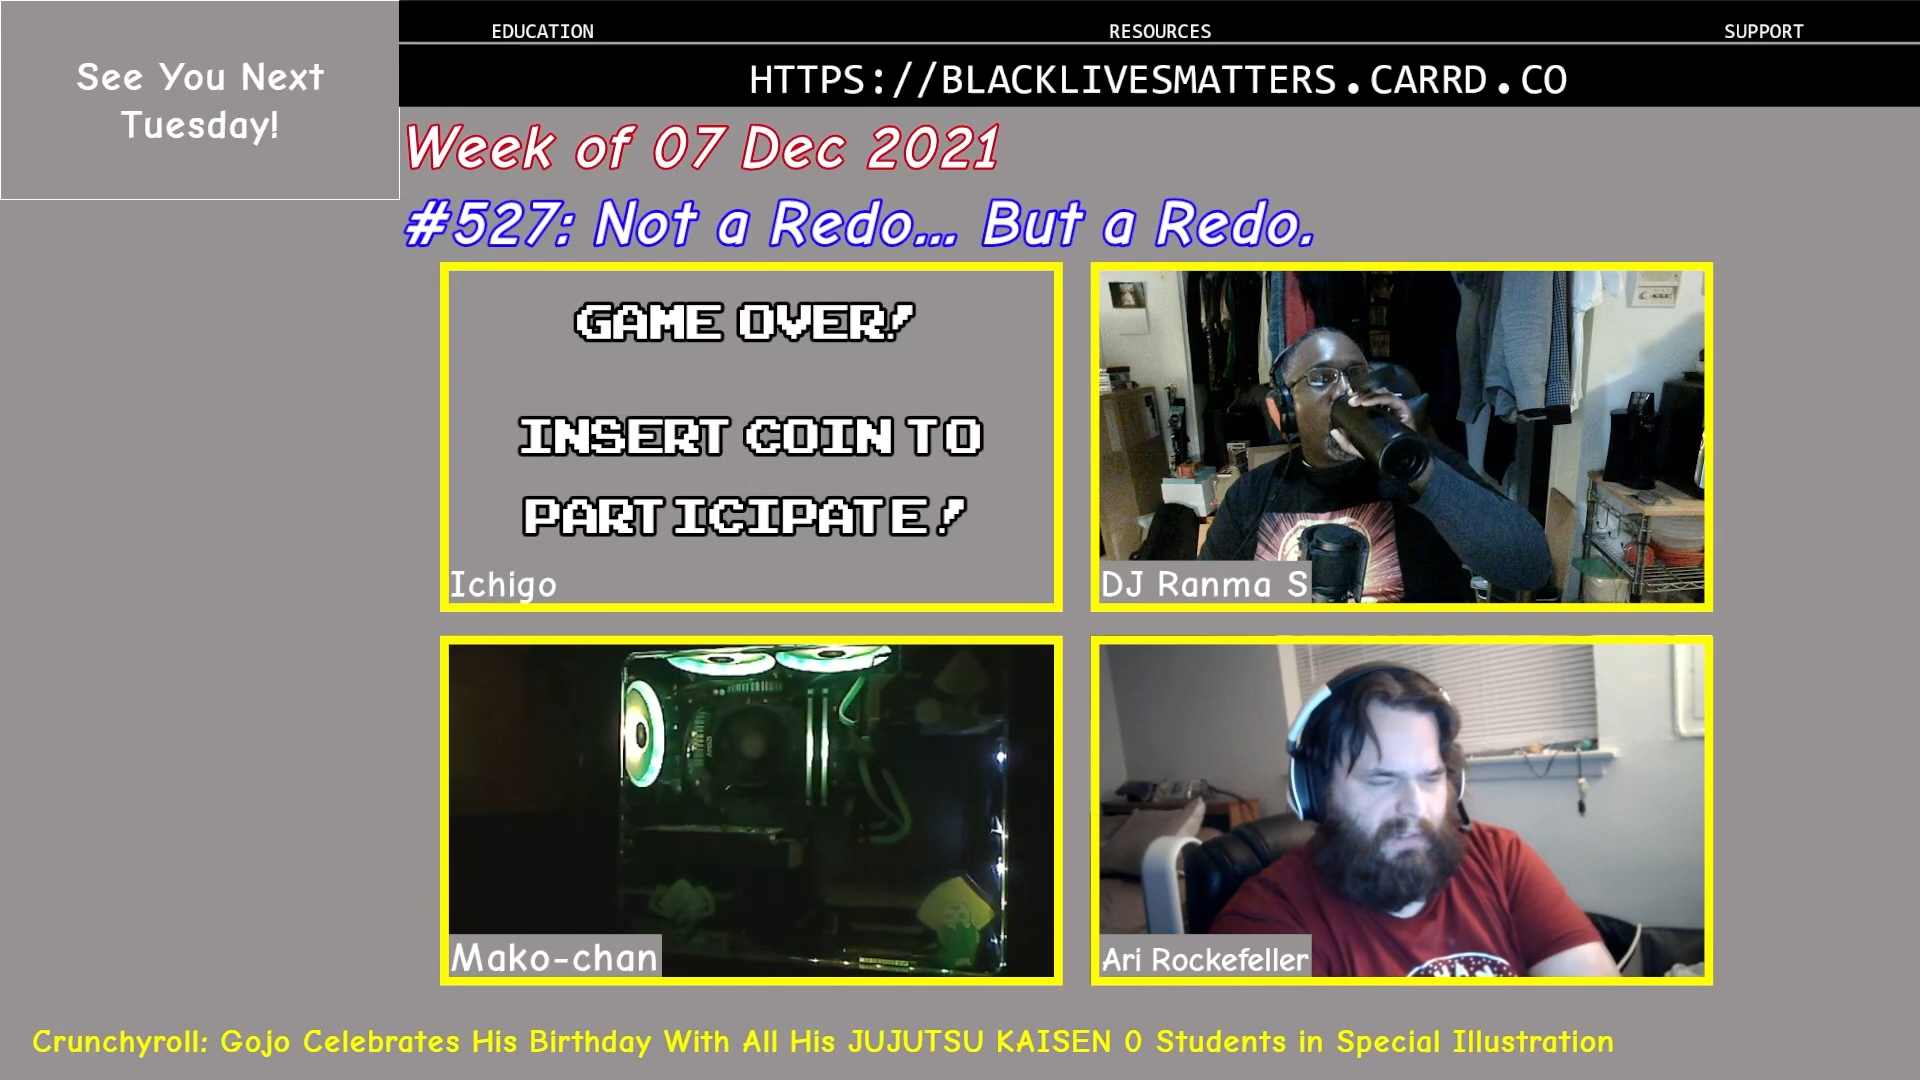 See You Next
Tuesday!
EDUCATION
RESOURCES
SUPPORT
HTTPS://BLACKLIVESMATTERS.CARRD.CO
Week of 07 Dec 2021
#527: Not a Redo... But a Redo.
GAME OVER!
INSERT COIN TO
PARTICIPATE!
Ichigo
DJ Ranma S
Mako-chan
Ari Rockefeller
Crunchyroll: Gojo Celebrates His Birthday With All His JUJUTSU KAISEN 0 Students in Special Illustration